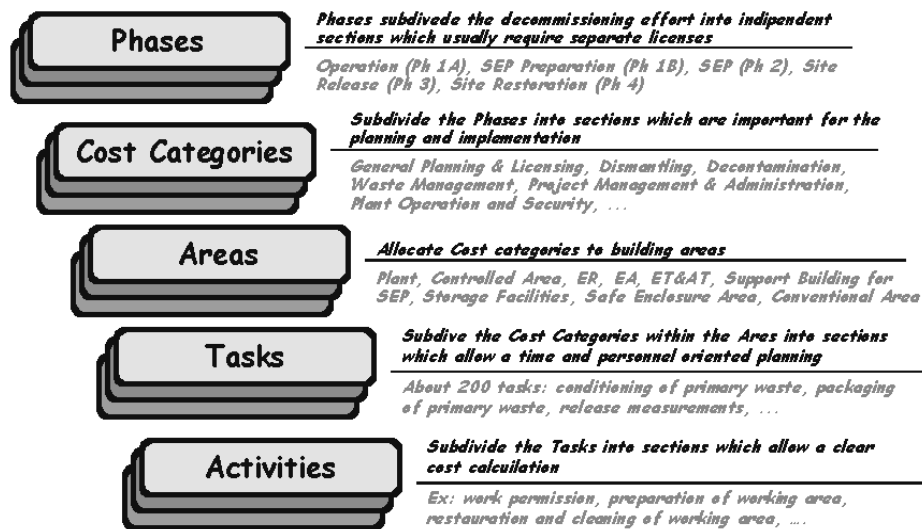 Phases
Phases subdivede the decommissioning effort into indipendent
sections which usually require separate licenses
Operation (Ph 1A), SEP Preparation (Ph 1B), SEP (Ph 2), Site
Release (Ph 3), Site Restoration (Ph 4)
Cost Categories
Subdivide the Phases into sections which are important for the
planning and implementation
General Planning & Licensing, Dismantling, Decontamination,
Waste Management, Project Management & Administration,
Plant Operation and Security, ...
Areas
Allocate Cost categories to building areas
Plant, Controlled Area, ER, EA, ET&AT, Support Building for
SEP, Storage Facilities, Safe Enclosure Area, Conventional Area
Tasks
Subdive the Cost Categories within the Ares into sections
which allow a time and personnel oriented planning
About 200 tasks: conditioning of primary waste, packaging
of primary waste, release measurements, ...
Activities
Subdivide the Tasks into sections which allow a clear
cost calcuilation
Ex: work permission, preparation of working area,
restauration and cleaning of working area, ....